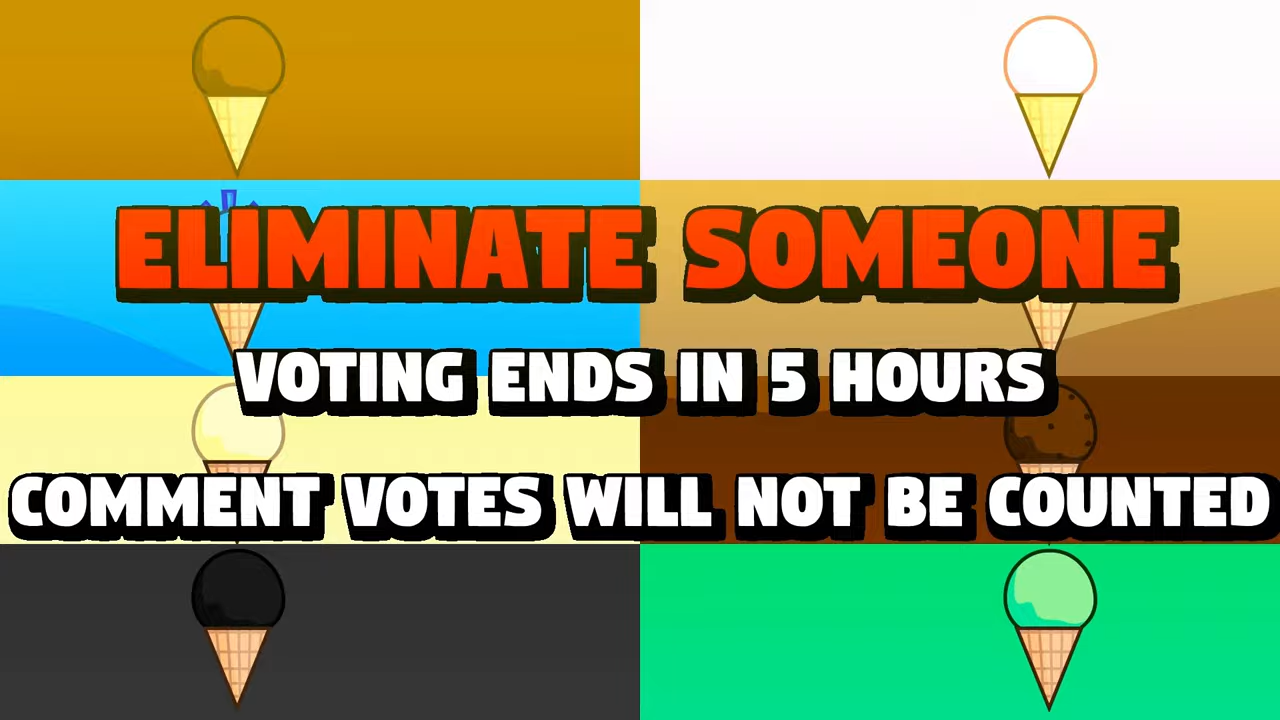 ELIMINATE SOMEONE
VOTING ENDS IN 5 HOURS
COMMENT VOTES WILL NOT BE COUNTED